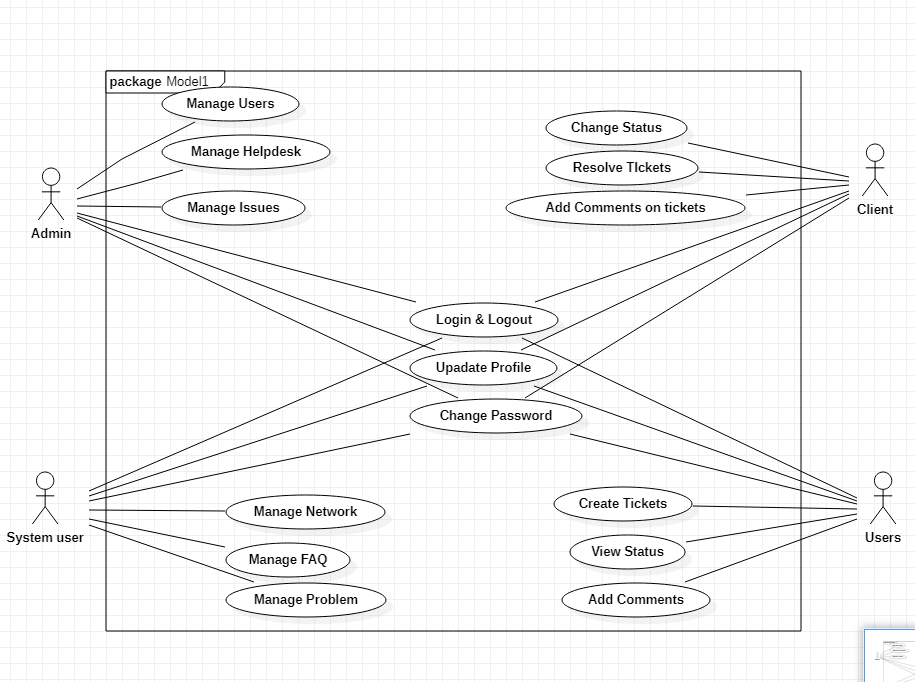 package Model1
Manage Users
Change Status
Manage Helpdesk
Resolve TIckets
Manage Issues
Add Comments on tickets
Client
Admin
Login & Logout
Upadate Profile
Change Password
Create Tickets
Manage Network
System user
Users
View Status
Manage FAQ
Manage Problem
Add Comments